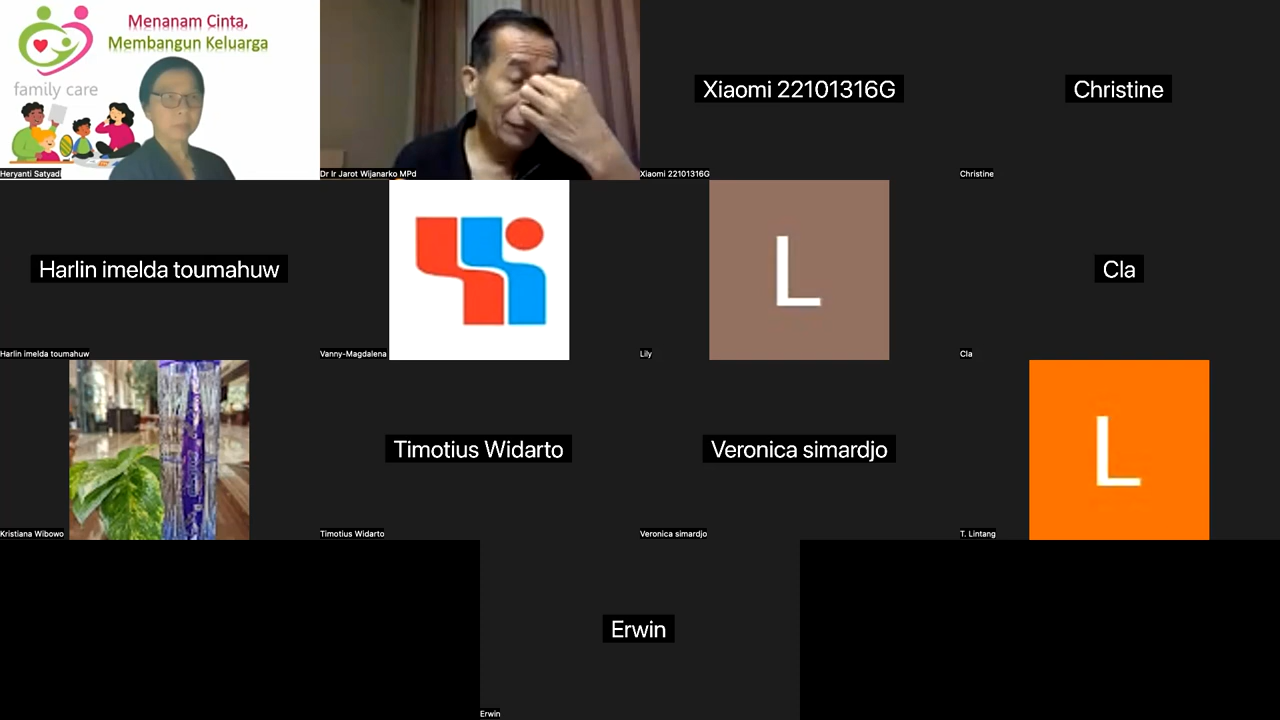 Menanam Cinta,
Membangun Keluarga
family care
Heryanti Satyadi
Dr Ir Jarot Wijanarko MPd
Xiaomi 22101316G
Xiaomi 22101316G
Christine
Christine
Harlin imelda toumahuw
Harlin imelda toumahuw
Vanny-Magdalena
L
Lily
Cla
Cla
Kristiana Wibowo
Timotius Widarto
Timotius Widarto
Veronica simardjo
Veronica simardjo
L
T. Lintang
Erwin
Erwin